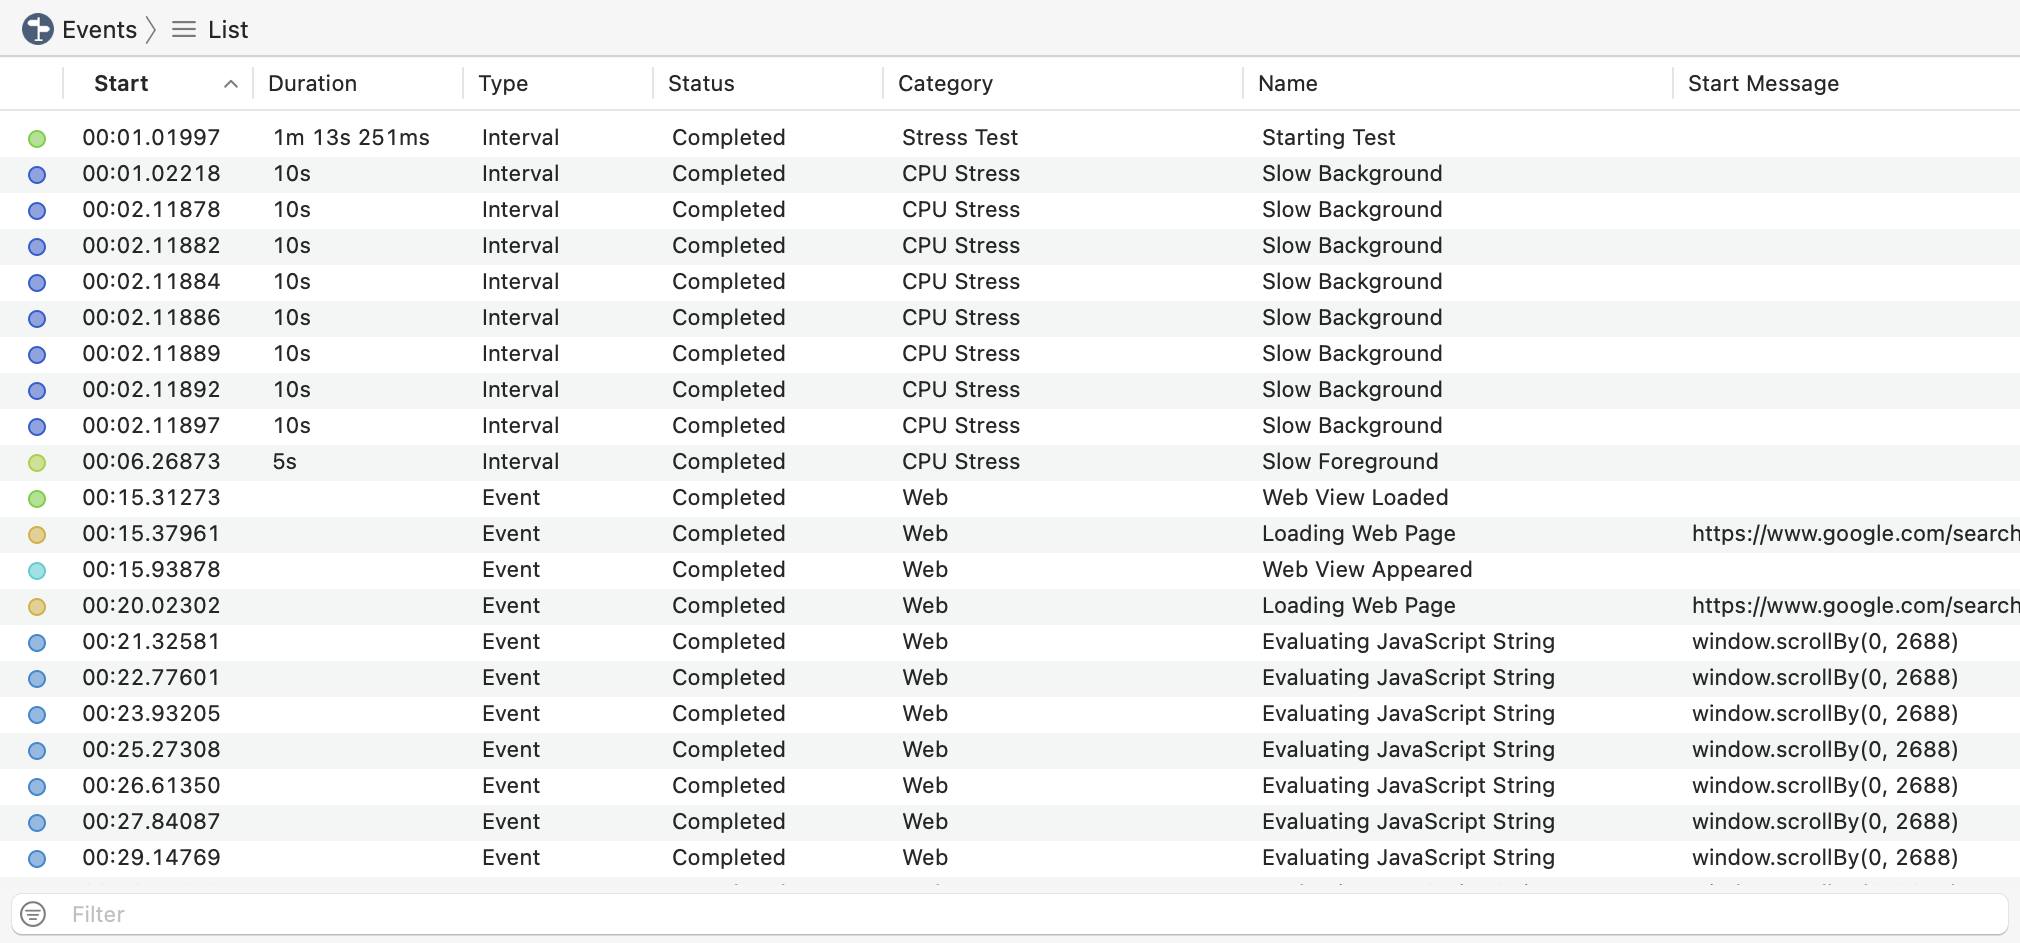 Events List
Start Duration Type Status Category Name Start Message
00:01.01997 1m 13s 251ms Interval Completed Stress Test Starting Test
00:01.02218 10s Interval Completed CPU Stress Slow Background
00:02.11878 10s Interval Completed CPU Stress Slow Background
00:02.11882 10s Interval Completed CPU Stress Slow Background
00:02.11884 10s Interval Completed CPU Stress Slow Background
00:02.11886 10s Interval Completed CPU Stress Slow Background
00:02.11889 10s Interval Completed CPU Stress Slow Background
00:02.11892 10s Interval Completed CPU Stress Slow Background
00:02.11897 10s Interval Completed CPU Stress Slow Background
00:06.26873 5s Interval Completed CPU Stress Slow Foreground
00:15.31273 Event Completed Web Web View Loaded
00:15.37961 Event Completed Web Loading Web Page https://www.google.com/search
00:15.93878 Event Completed Web Web View Appeared
00:20.02302 Event Completed Web Loading Web Page https://www.google.com/search
00:21.32581 Event Completed Web Evaluating JavaScript String window.scrollBy(0, 2688)
00:22.77601 Event Completed Web Evaluating JavaScript String window.scrollBy(0, 2688)
00:23.93205 Event Completed Web Evaluating JavaScript String window.scrollBy(0, 2688)
00:25.27308 Event Completed Web Evaluating JavaScript String window.scrollBy(0, 2688)
00:26.61350 Event Completed Web Evaluating JavaScript String window.scrollBy(0, 2688)
00:27.84087 Event Completed Web Evaluating JavaScript String window.scrollBy(0, 2688)
00:29.14769 Event Completed Web Evaluating JavaScript String window.scrollBy(0, 2688)
Filter